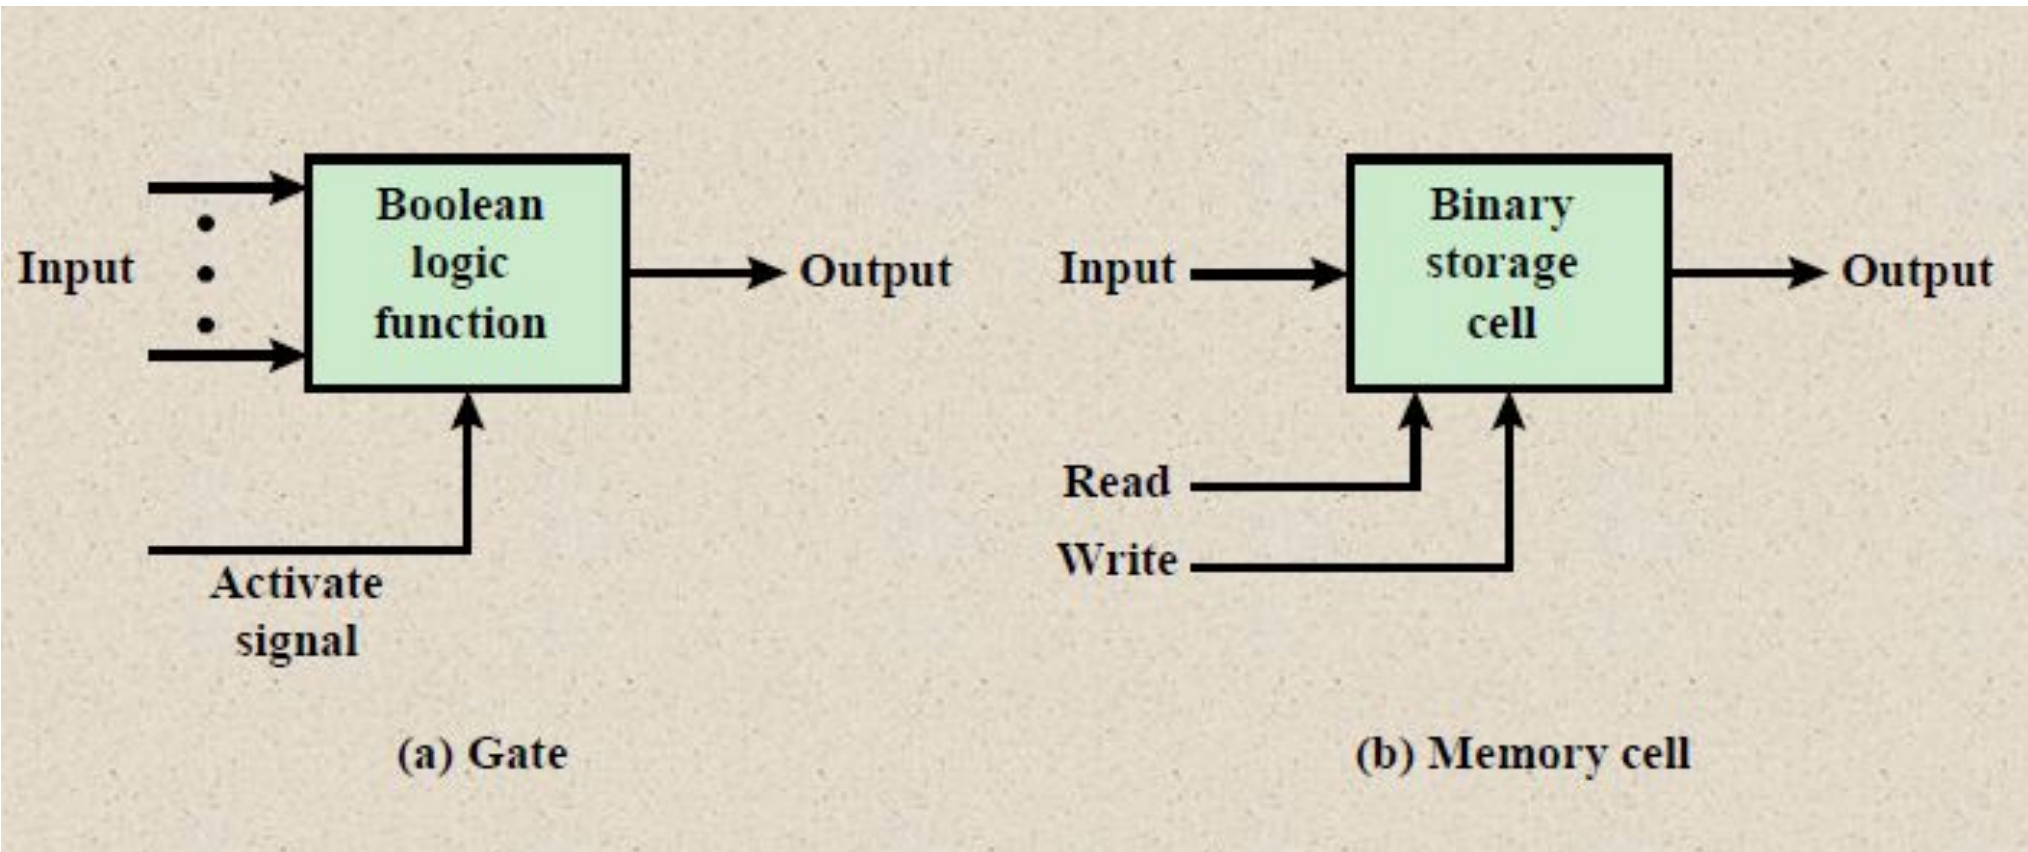 Input
Boolean
logic
function
Output
Activate
signal
(a) Gate
Input
Binary
storage
cell
Output
Read
Write
(b) Memory cell